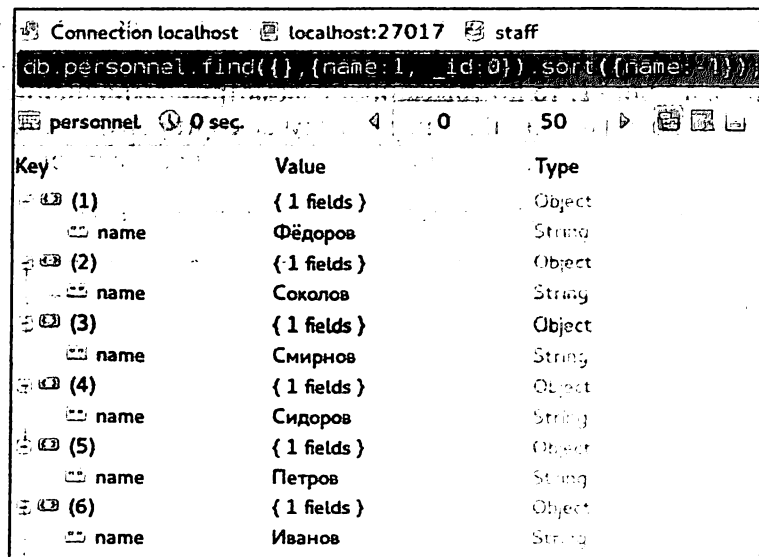 Connection localhost localhost:27017 staff
db.personnel.find({},{name:1, _id:0}).sort({name:-1});
personnel 0 sec. 0 50
Key Value Type
(1) { 1 fields } Object
name Фёдоров String
(2) { 1 fields } Object
name Соколов String
(3) { 1 fields } Object
name Смирнов String
(4) { 1 fields } Object
name Сидоров String
(5) { 1 fields } Object
name Петров String
(6) { 1 fields } Object
name Иванов String